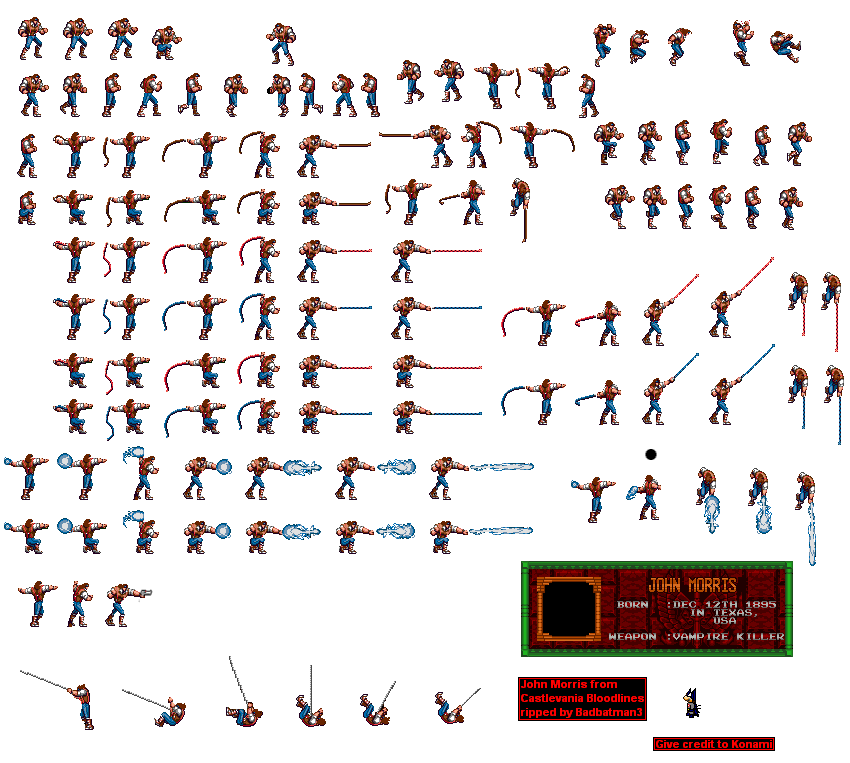 JOHN MORRIS
BORN :DEC 12TH 1895
IN TEXAS,
USA
WEAPON :VAMPIRE KILLER
John Morris from
Castlevania Bloodlines
ripped by Badbatman3
Give credit to Konami